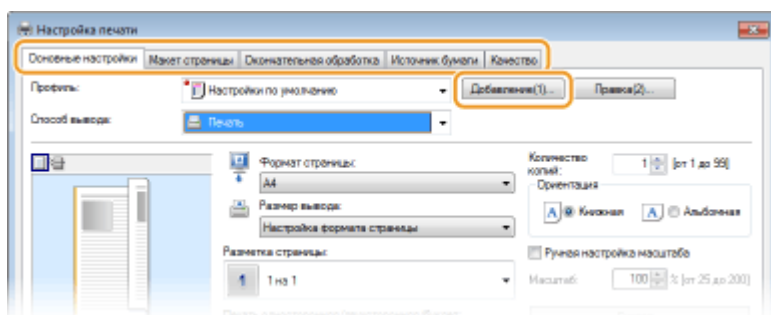 Настройка печати
Основные настройки Макет страницы Окончательная обработка Источник бумаги Качество
Профиль: Настройки по умолчанию Добавление(1)... Правка(2)...
Способ вывода: Печать
Формат страницы: Количество копий: 1 [от 1 до 99]
A4 Ориентация
Размер вывода: A Книжная A Альбомная
Настройка формата страницы
Разметка страницы: Ручная настройка масштаба
1 1 на 1 Масштаб: 100 % [от 25 до 200]